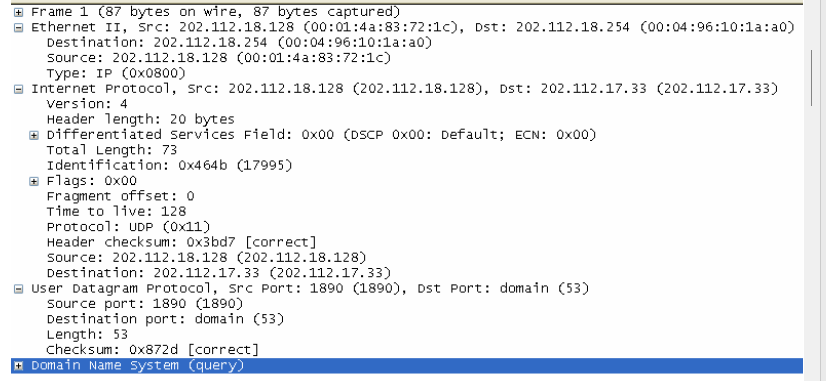 Frame 1 (87 bytes on wire, 87 bytes captured)
Ethernet II, Src: 202.112.18.128 (00:01:4a:83:72:1c), Dst: 202.112.18.254 (00:04:96:10:1a:a0)
Destination: 202.112.18.254 (00:04:96:10:1a:a0)
Source: 202.112.18.128 (00:01:4a:83:72:1c)
Type: IP (0x0800)
Internet Protocol, Src: 202.112.18.128 (202.112.18.128), Dst: 202.112.17.33 (202.112.17.33)
Version: 4
Header length: 20 bytes
Differentiated Services Field: 0x00 (DSCP 0x00: Default; ECN: 0x00)
Total Length: 73
Identification: 0x464b (17995)
Flags: 0x00
Fragment offset: 0
Time to live: 128
Protocol: UDP (0x11)
Header checksum: 0x3bd7 [correct]
Source: 202.112.18.128 (202.112.18.128)
Destination: 202.112.17.33 (202.112.17.33)
User Datagram Protocol, Src Port: 1890 (1890), Dst Port: domain (53)
Source port: 1890 (1890)
Destination port: domain (53)
Length: 53
Checksum: 0x872d [correct]
Domain Name System (query)